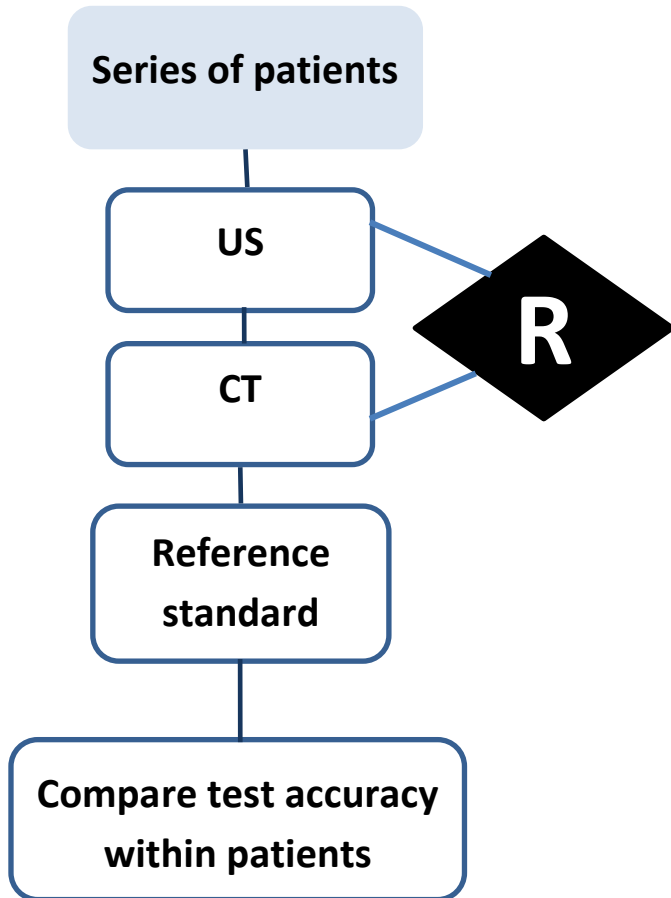 Series of patients
US
R
CT
Reference
standard
Compare test accuracy
within patients